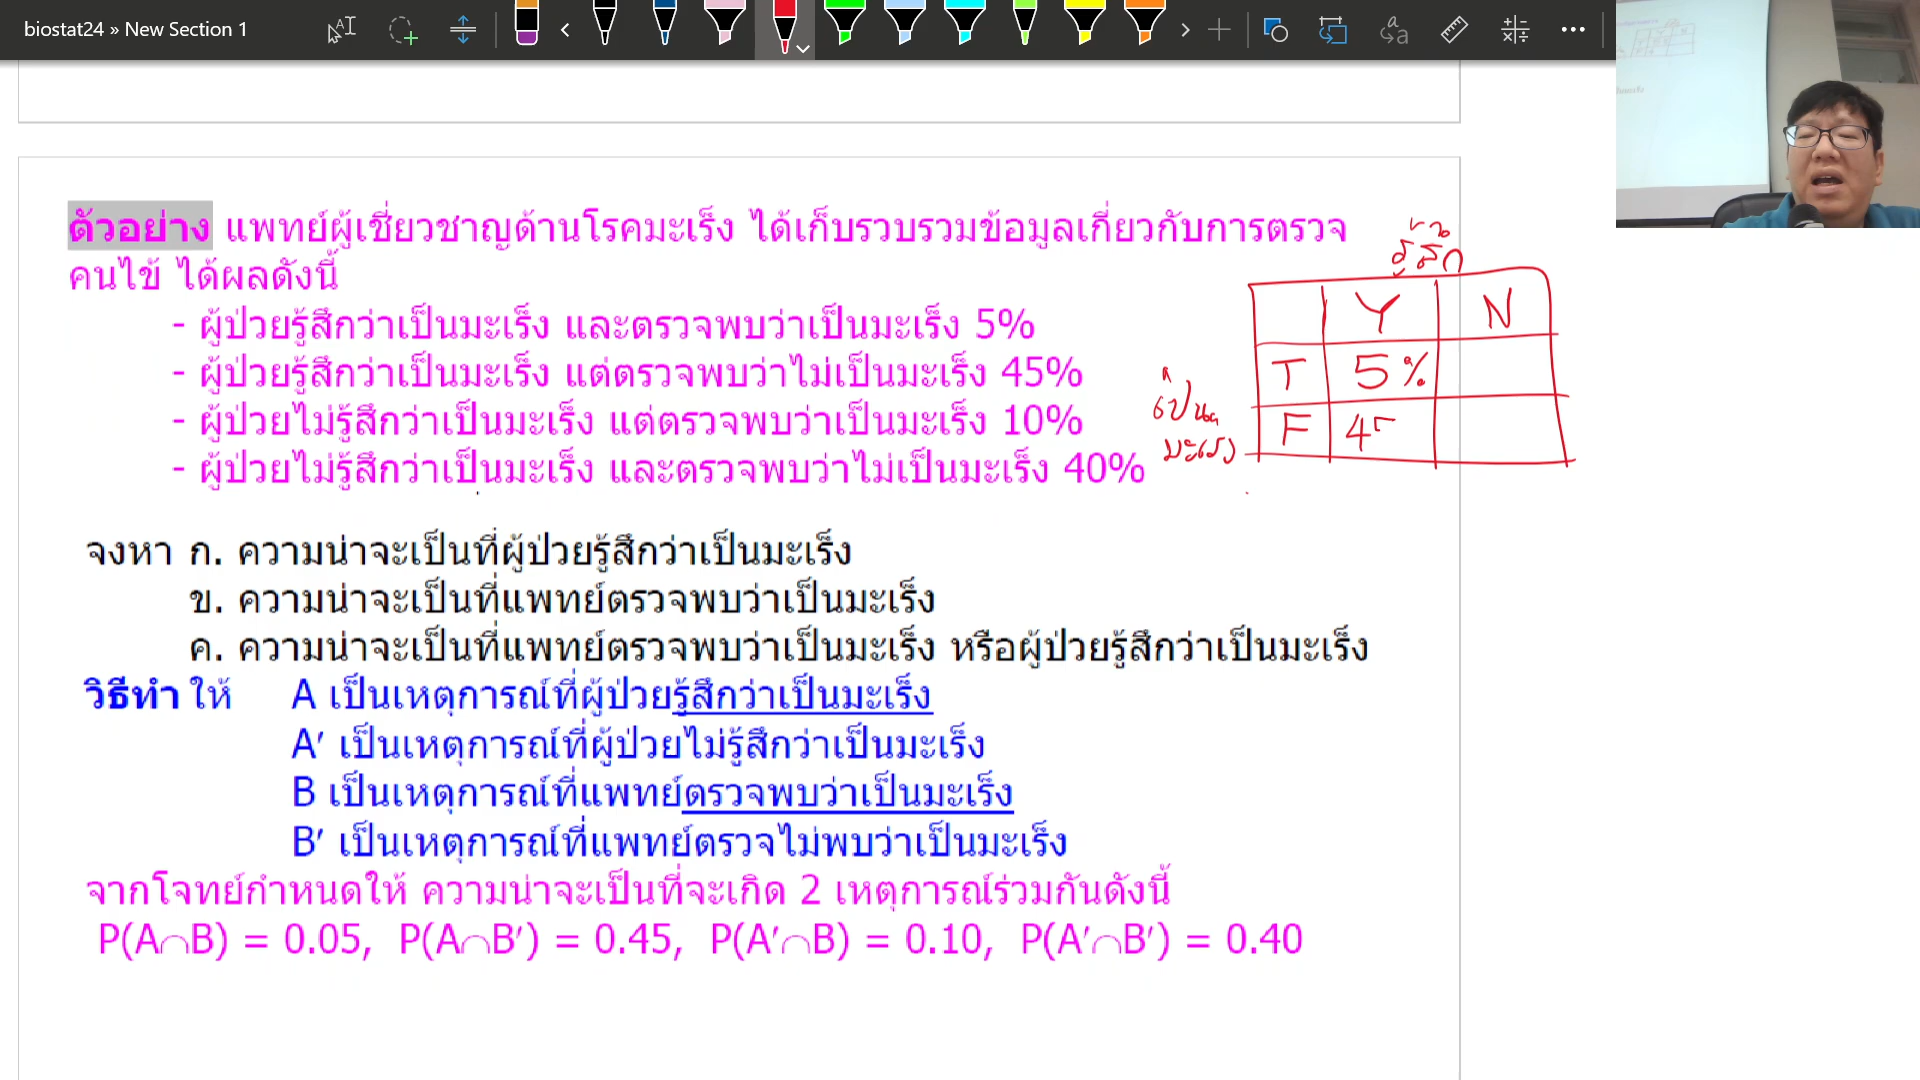 biostat24 » New Section 1
ตัวอย่าง แพทย์ผู้เชี่ยวชาญด้านโรคมะเร็ง ได้เก็บรวบรวมข้อมูลเกี่ยวกับการตรวจ
คนไข้ ได้ผลดังนี้
- ผู้ป่วยรู้สึกว่าเป็นมะเร็ง และตรวจพบว่าเป็นมะเร็ง 5%
- ผู้ป่วยรู้สึกว่าเป็นมะเร็ง แต่ตรวจพบว่าไม่เป็นมะเร็ง 45%
- ผู้ป่วยไม่รู้สึกว่าเป็นมะเร็ง แต่ตรวจพบว่าเป็นมะเร็ง 10%
- ผู้ป่วยไม่รู้สึกว่าเป็นมะเร็ง และตรวจพบว่าไม่เป็นมะเร็ง 40%
รู้สึก
Y N
T 5%
เป็น
มะเร็ง
F 45
จงหา ก. ความน่าจะเป็นที่ผู้ป่วยรู้สึกว่าเป็นมะเร็ง
ข. ความน่าจะเป็นที่แพทย์ตรวจพบว่าเป็นมะเร็ง
ค. ความน่าจะเป็นที่แพทย์ตรวจพบว่าเป็นมะเร็ง หรือผู้ป่วยรู้สึกว่าเป็นมะเร็ง
วิธีทำ ให้ A เป็นเหตุการณ์ที่ผู้ป่วยรู้สึกว่าเป็นมะเร็ง
A′ เป็นเหตุการณ์ที่ผู้ป่วยไม่รู้สึกว่าเป็นมะเร็ง
B เป็นเหตุการณ์ที่แพทย์ตรวจพบว่าเป็นมะเร็ง
B′ เป็นเหตุการณ์ที่แพทย์ตรวจไม่พบว่าเป็นมะเร็ง
จากโจทย์กำหนดให้ ความน่าจะเป็นที่จะเกิด 2 เหตุการณ์ร่วมกันดังนี้
P(A∩B) = 0.05, P(A∩B′) = 0.45, P(A′∩B) = 0.10, P(A′∩B′) = 0.40